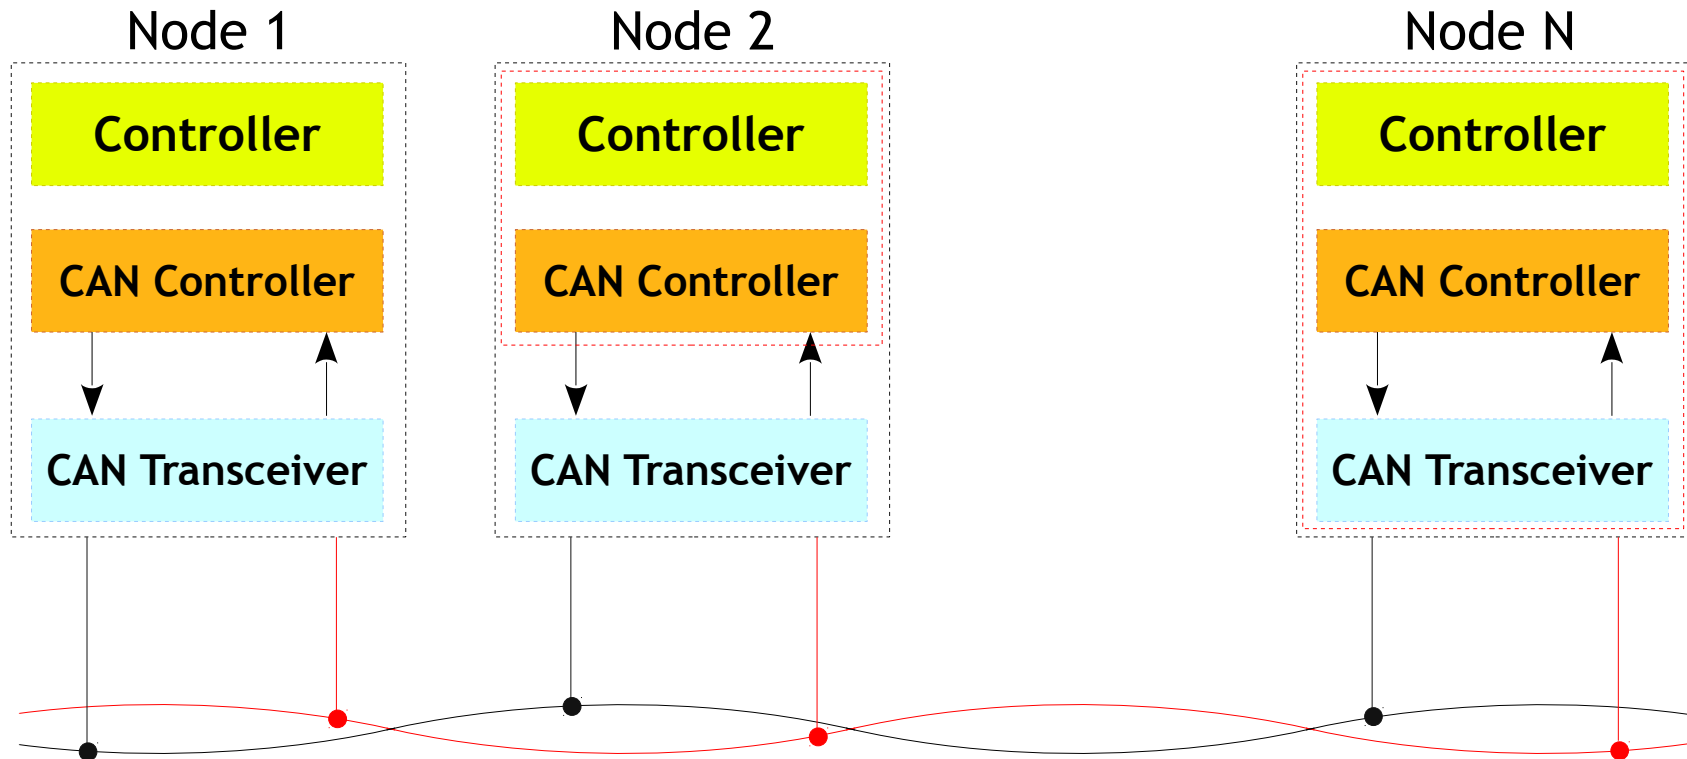 Node 1
Node 2
Node N
Controller
Controller
Controller
CAN Controller
CAN Controller
CAN Controller
CAN Transceiver
CAN Transceiver
CAN Transceiver